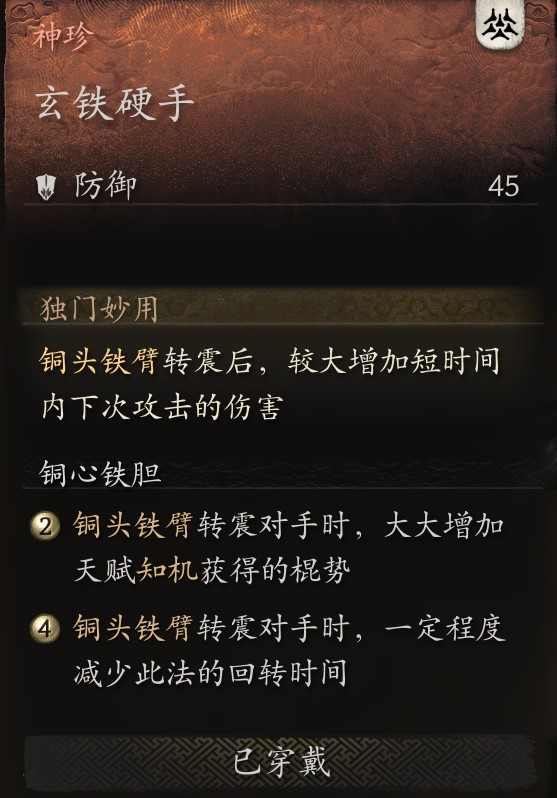 神珍
玄铁硬手
防御 45
独门妙用
铜头铁臂转震后，较大增加短时间
内下次攻击的伤害
铜心铁胆
2 铜头铁臂转震对手时，大大增加
天赋知机获得的棍势
4 铜头铁臂转震对手时，一定程度
减少此法的回转时间
已穿戴